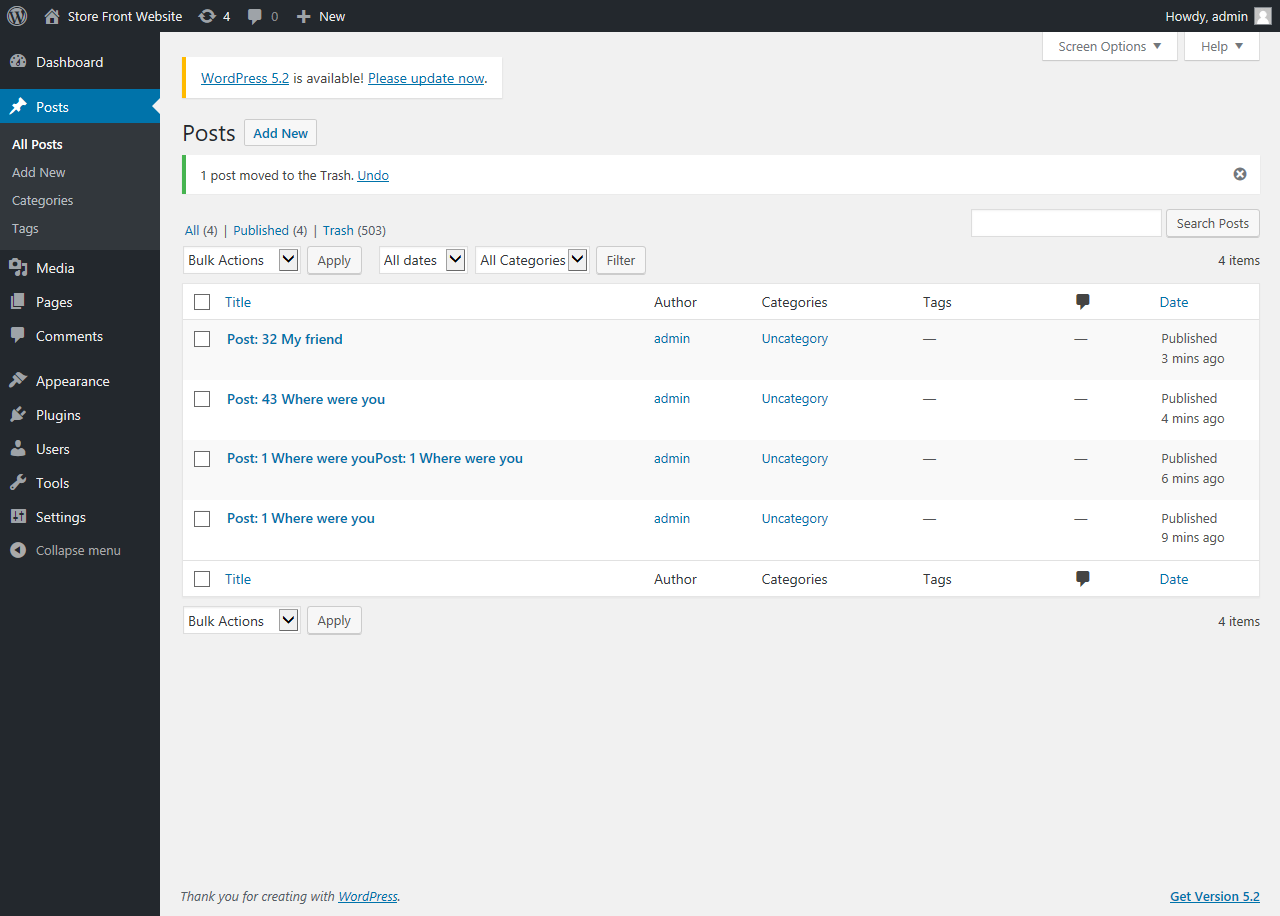 Store Front Website 4 0 New Howdy, admin
Screen Options Help
Dashboard
Posts
All Posts
Add New
Categories
Tags
Media
Pages
Comments
Appearance
Plugins
Users
Tools
Settings
Collapse menu
WordPress 5.2 is available! Please update now.
Posts Add New
1 post moved to the Trash. Undo
All (4) | Published (4) | Trash (503) Search Posts
Bulk Actions Apply All dates All Categories Filter 4 items
Title Author Categories Tags Date
Post: 32 My friend admin Uncategory — — Published
3 mins ago
Post: 43 Where were you admin Uncategory — — Published
4 mins ago
Post: 1 Where were youPost: 1 Where were you admin Uncategory — — Published
6 mins ago
Post: 1 Where were you admin Uncategory — — Published
9 mins ago
Title Author Categories Tags Date
Bulk Actions Apply 4 items
Thank you for creating with WordPress. Get Version 5.2